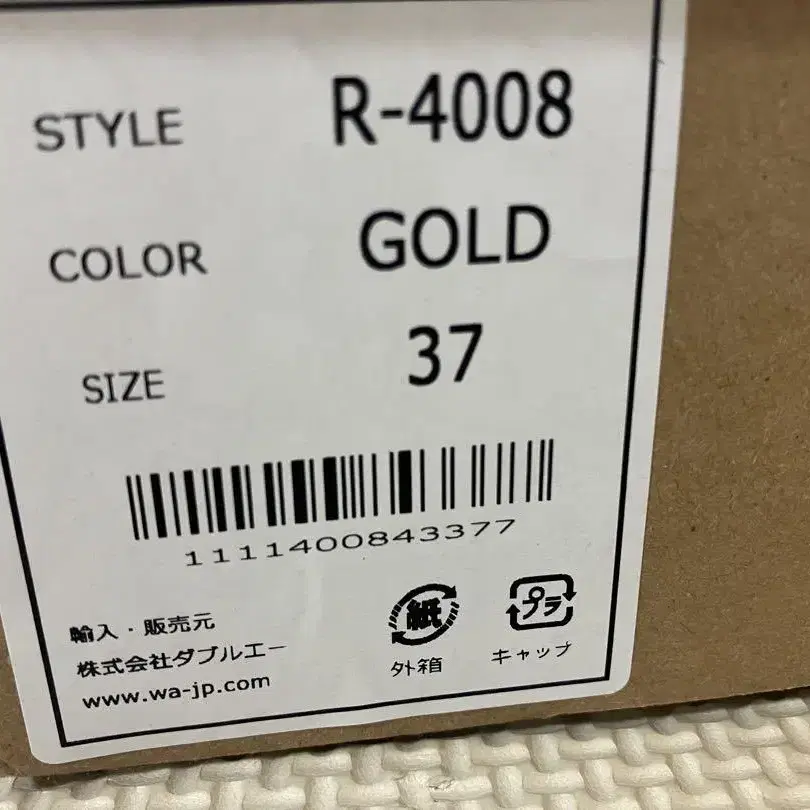 STYLE R-4008
COLOR GOLD
SIZE 37
1111400843377
輸入・販売元
株式会社ダブルエー
www.wa-jp.com
紙
外箱
プラ
キャップ